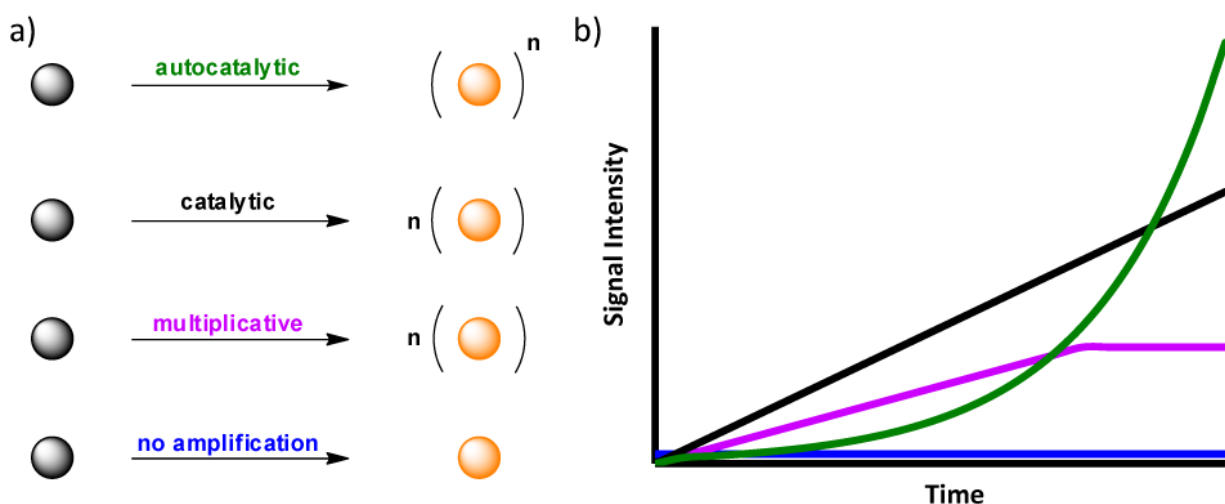 a)
autocatalytic
n
catalytic
n
multiplicative
n
no amplification
b)
Signal Intensity
Time